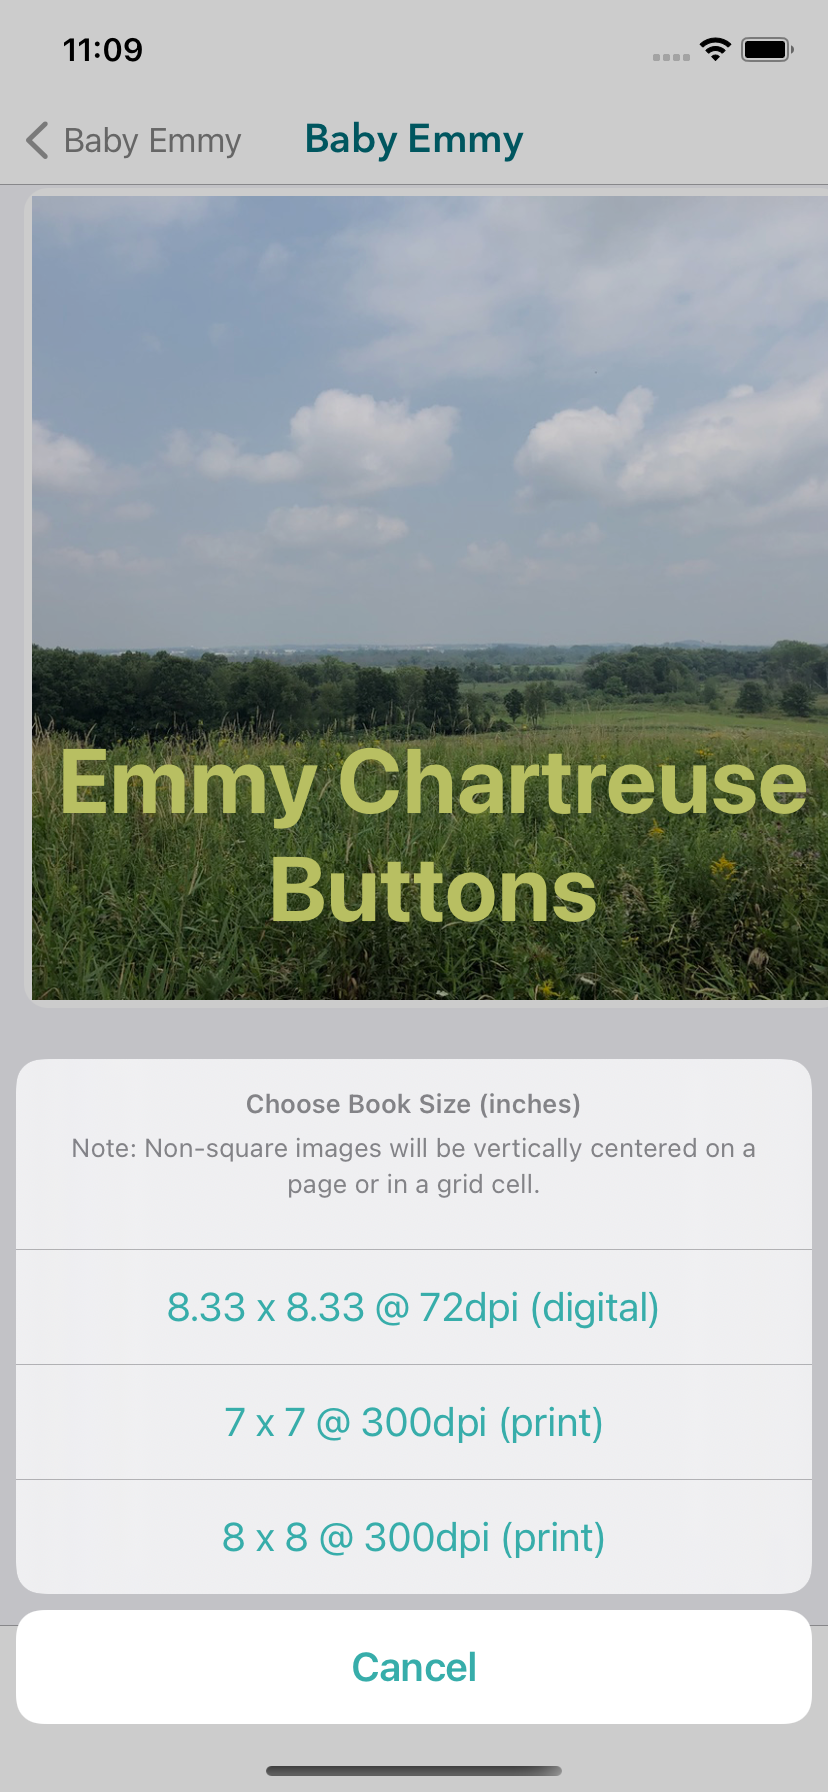 11:09
Baby Emmy
Baby Emmy
Emmy Chartreuse
Buttons
Choose Book Size (inches)
Note: Non-square images will be vertically centered on a
page or in a grid cell.
8.33 x 8.33 @ 72dpi (digital)
7 x 7 @ 300dpi (print)
8 x 8 @ 300dpi (print)
Cancel